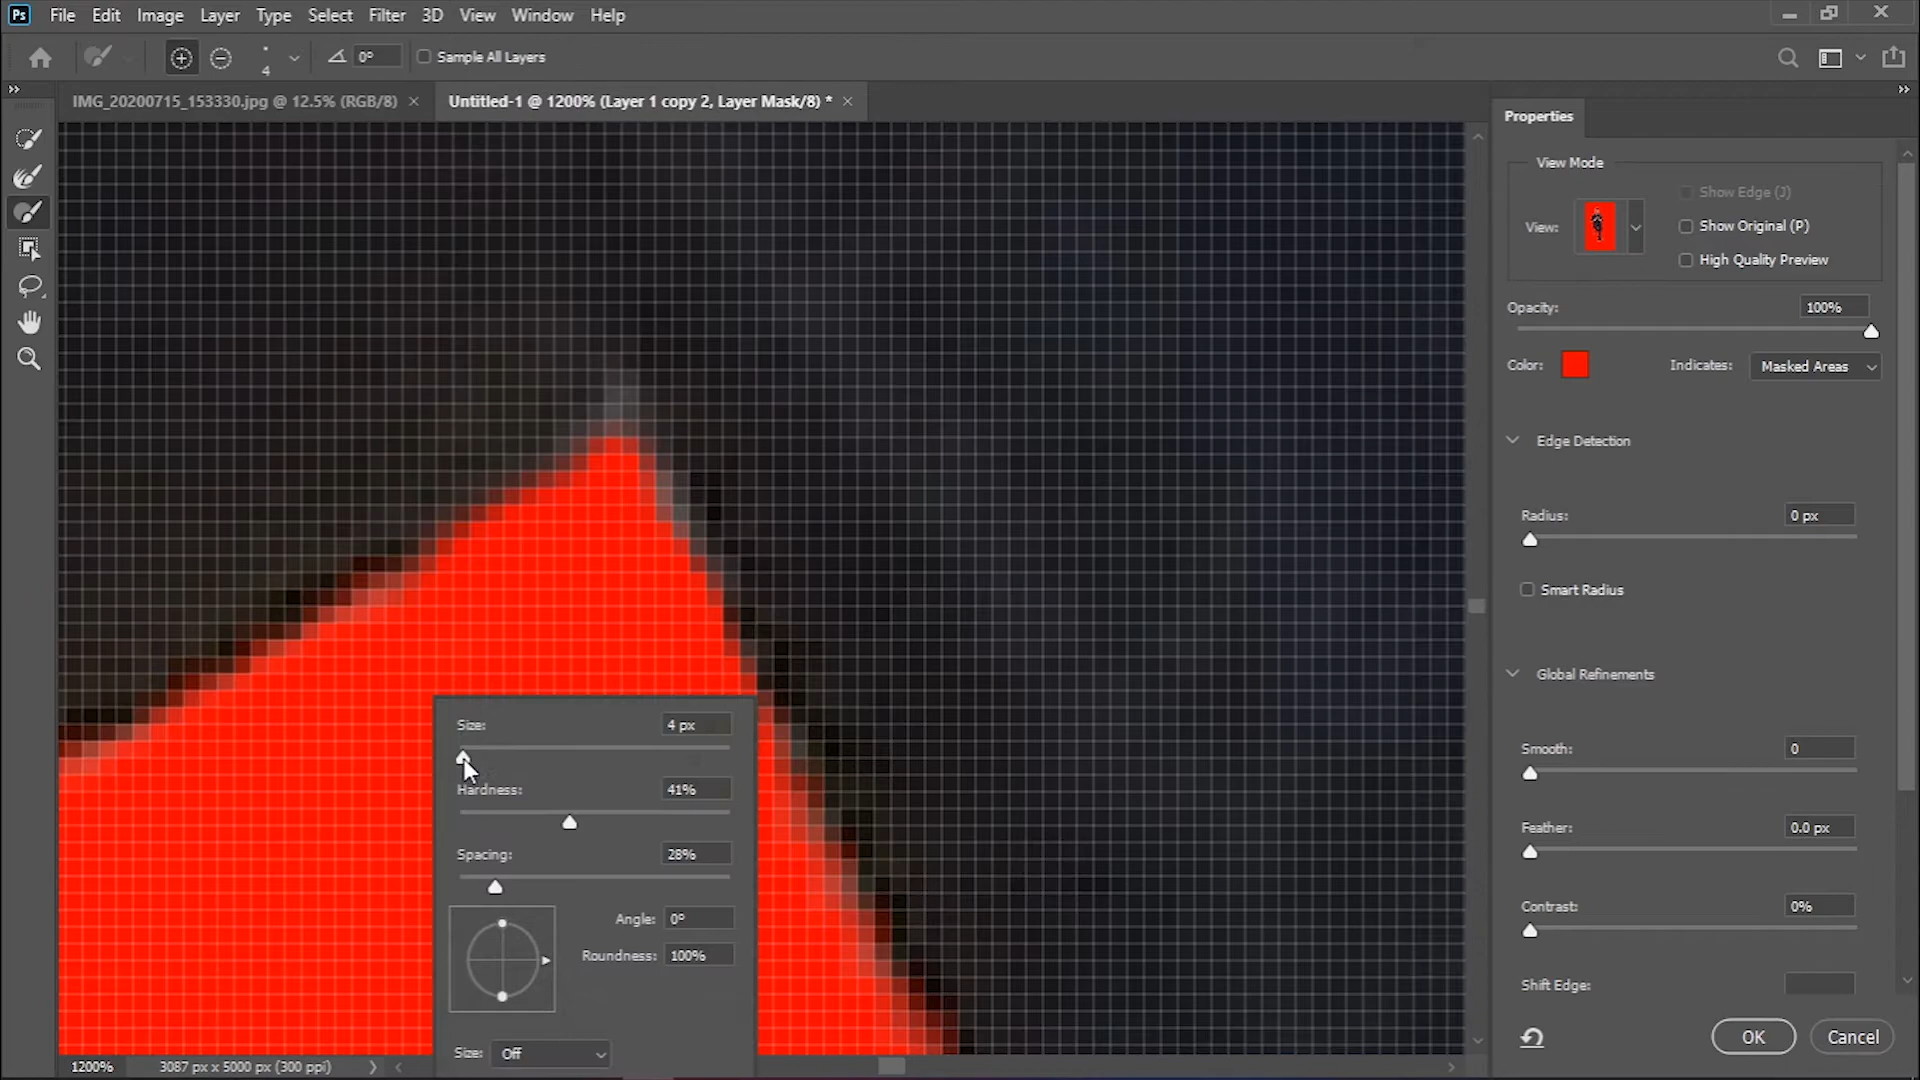 Ps File Edit Image Layer Type Select Filter 3D View Window Help
4 0° Sample All Layers
IMG_20200715_153330.jpg @ 12.5% (RGB/8) × Untitled-1 @ 1200% (Layer 1 copy 2, Layer Mask/8) * ×
Properties
View Mode
Show Edge (J)
View: Show Original (P)
High Quality Preview
Opacity: 100%
Color: Indicates: Masked Areas
Edge Detection
Radius: 0 px
Smart Radius
Global Refinements
Smooth: 0
Feather: 0.0 px
Contrast: 0%
Shift Edge:
OK Cancel
Size: 4 px
Hardness: 41%
Spacing: 28%
Angle: 0°
Roundness: 100%
Size: Off
1200% 3087 px x 5000 px (300 ppi)